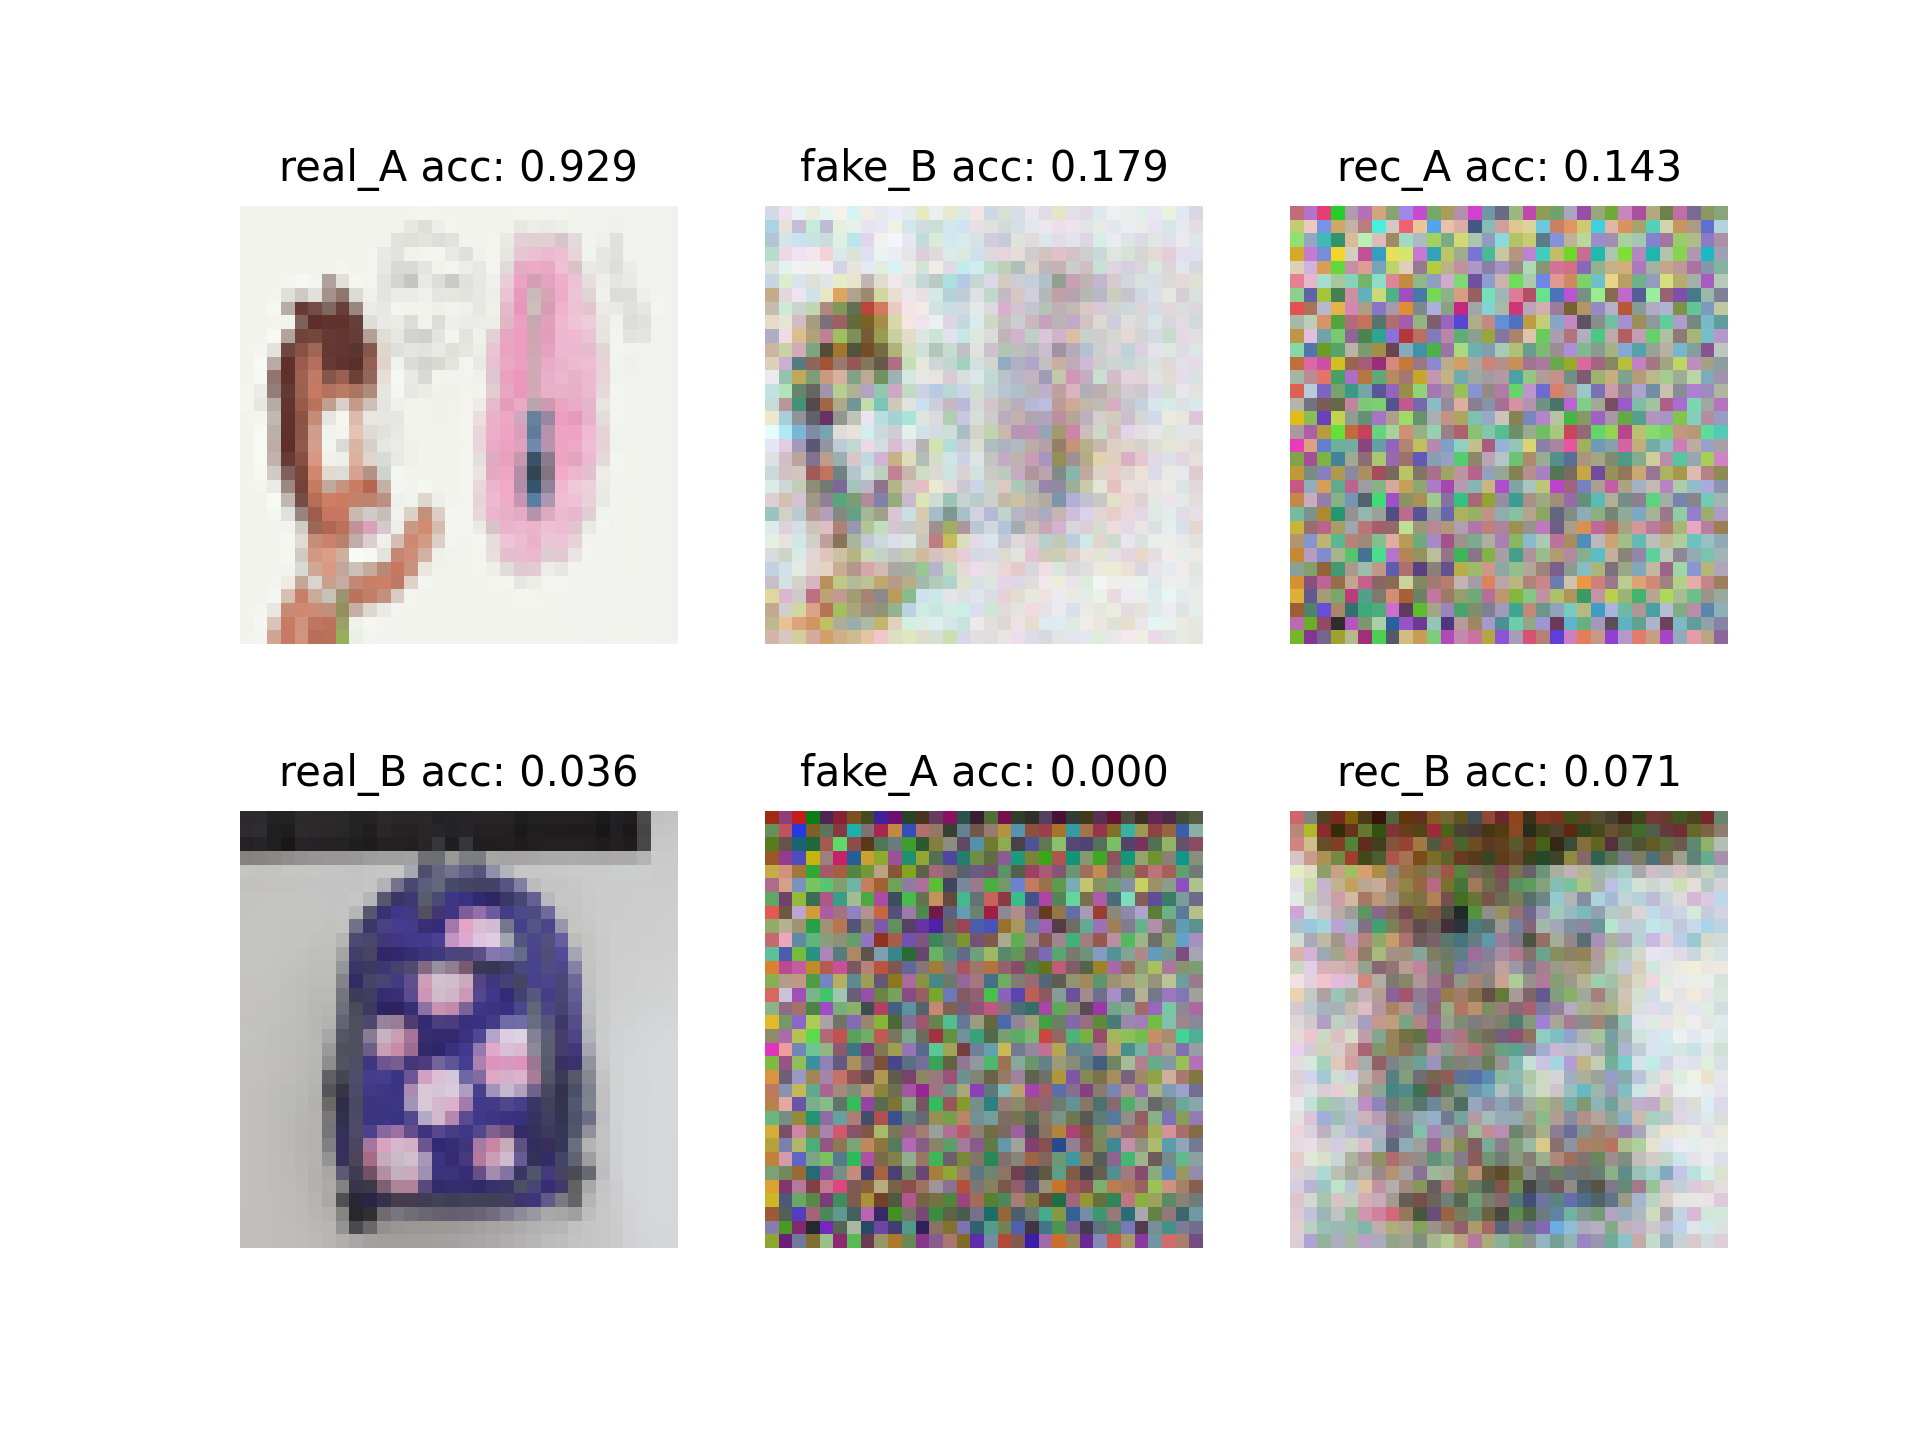 real_A acc: 0.929
fake_B acc: 0.179
rec_A acc: 0.143
real_B acc: 0.036
fake_A acc: 0.000
rec_B acc: 0.071